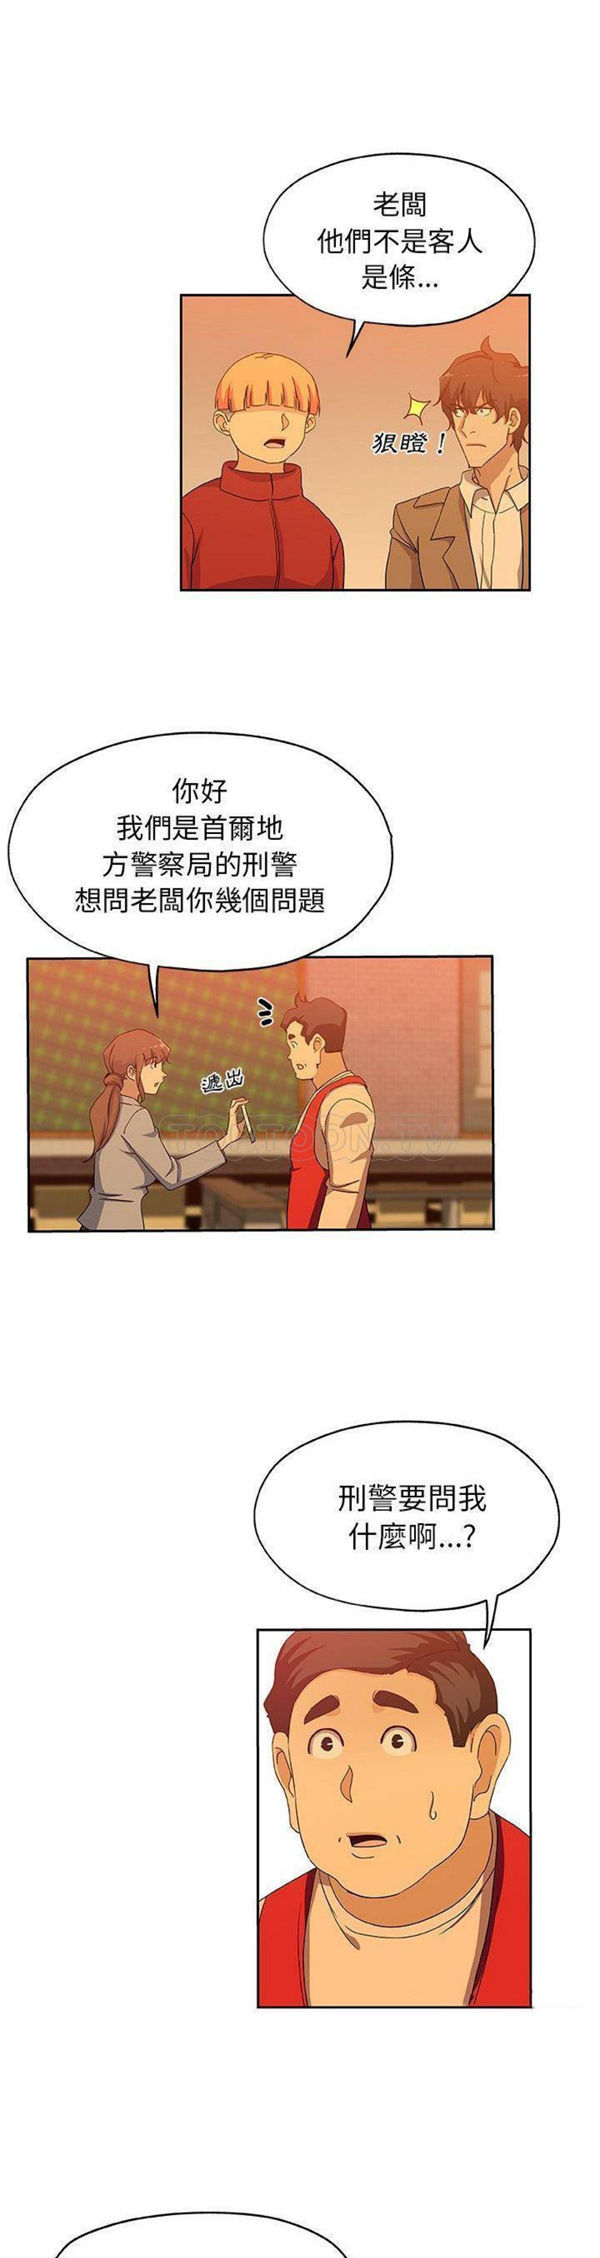 老闆
他們不是客人
是條...
狠瞪！
你好
我們是首爾地
方警察局的刑警
想問老闆你幾個問題
遞出
TOPTOON.TV
刑警要問我
什麼啊...?